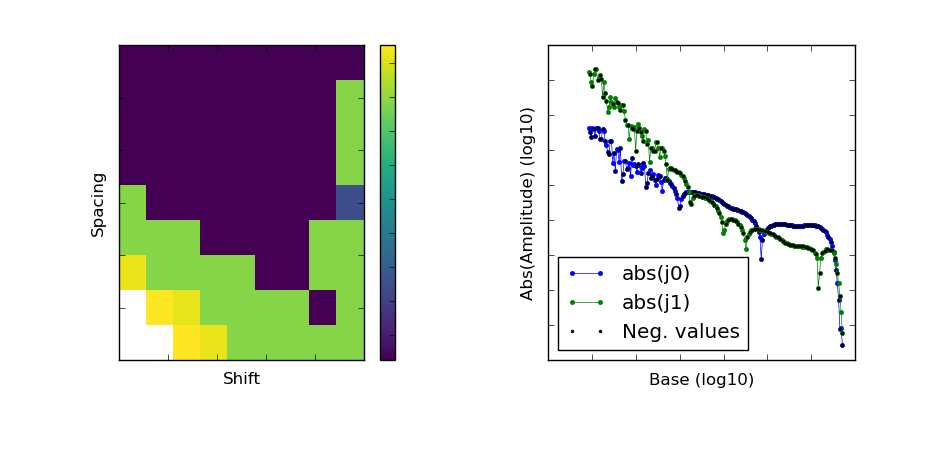 Spacing
Shift
Abs(Amplitude) (log10)
abs(j0)
abs(j1)
Neg. values
Base (log10)